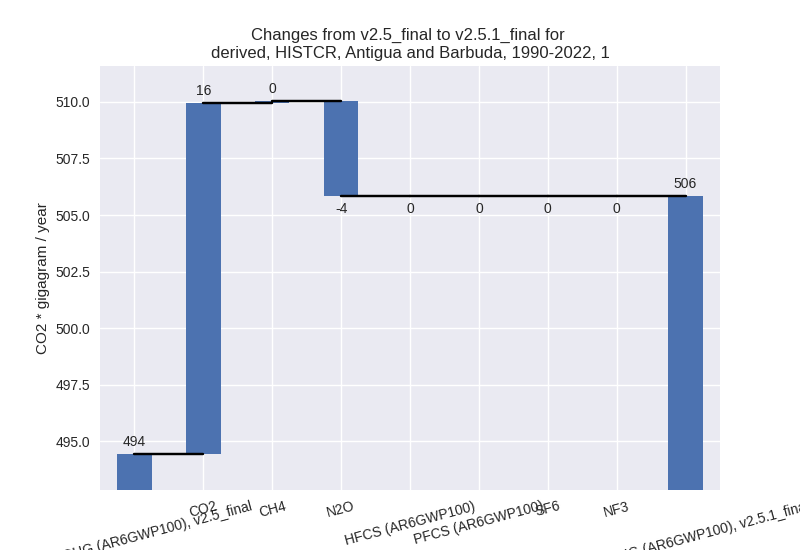 Changes from v2.5_final to v2.5.1_final for
derived, HISTCR, Antigua and Barbuda, 1990-2022, 1
CO2 * gigagram / year
510.0
507.5
505.0
502.5
500.0
497.5
495.0
494
16
0
-4
0
0
0
0
506
(AR6GWP100), v2.5_final
CO2
CH4
N2O
HFCS (AR6GWP100)
PFCS (AR6GWP100)
SF6
NF3
(AR6GWP100), v2.5.1_fina